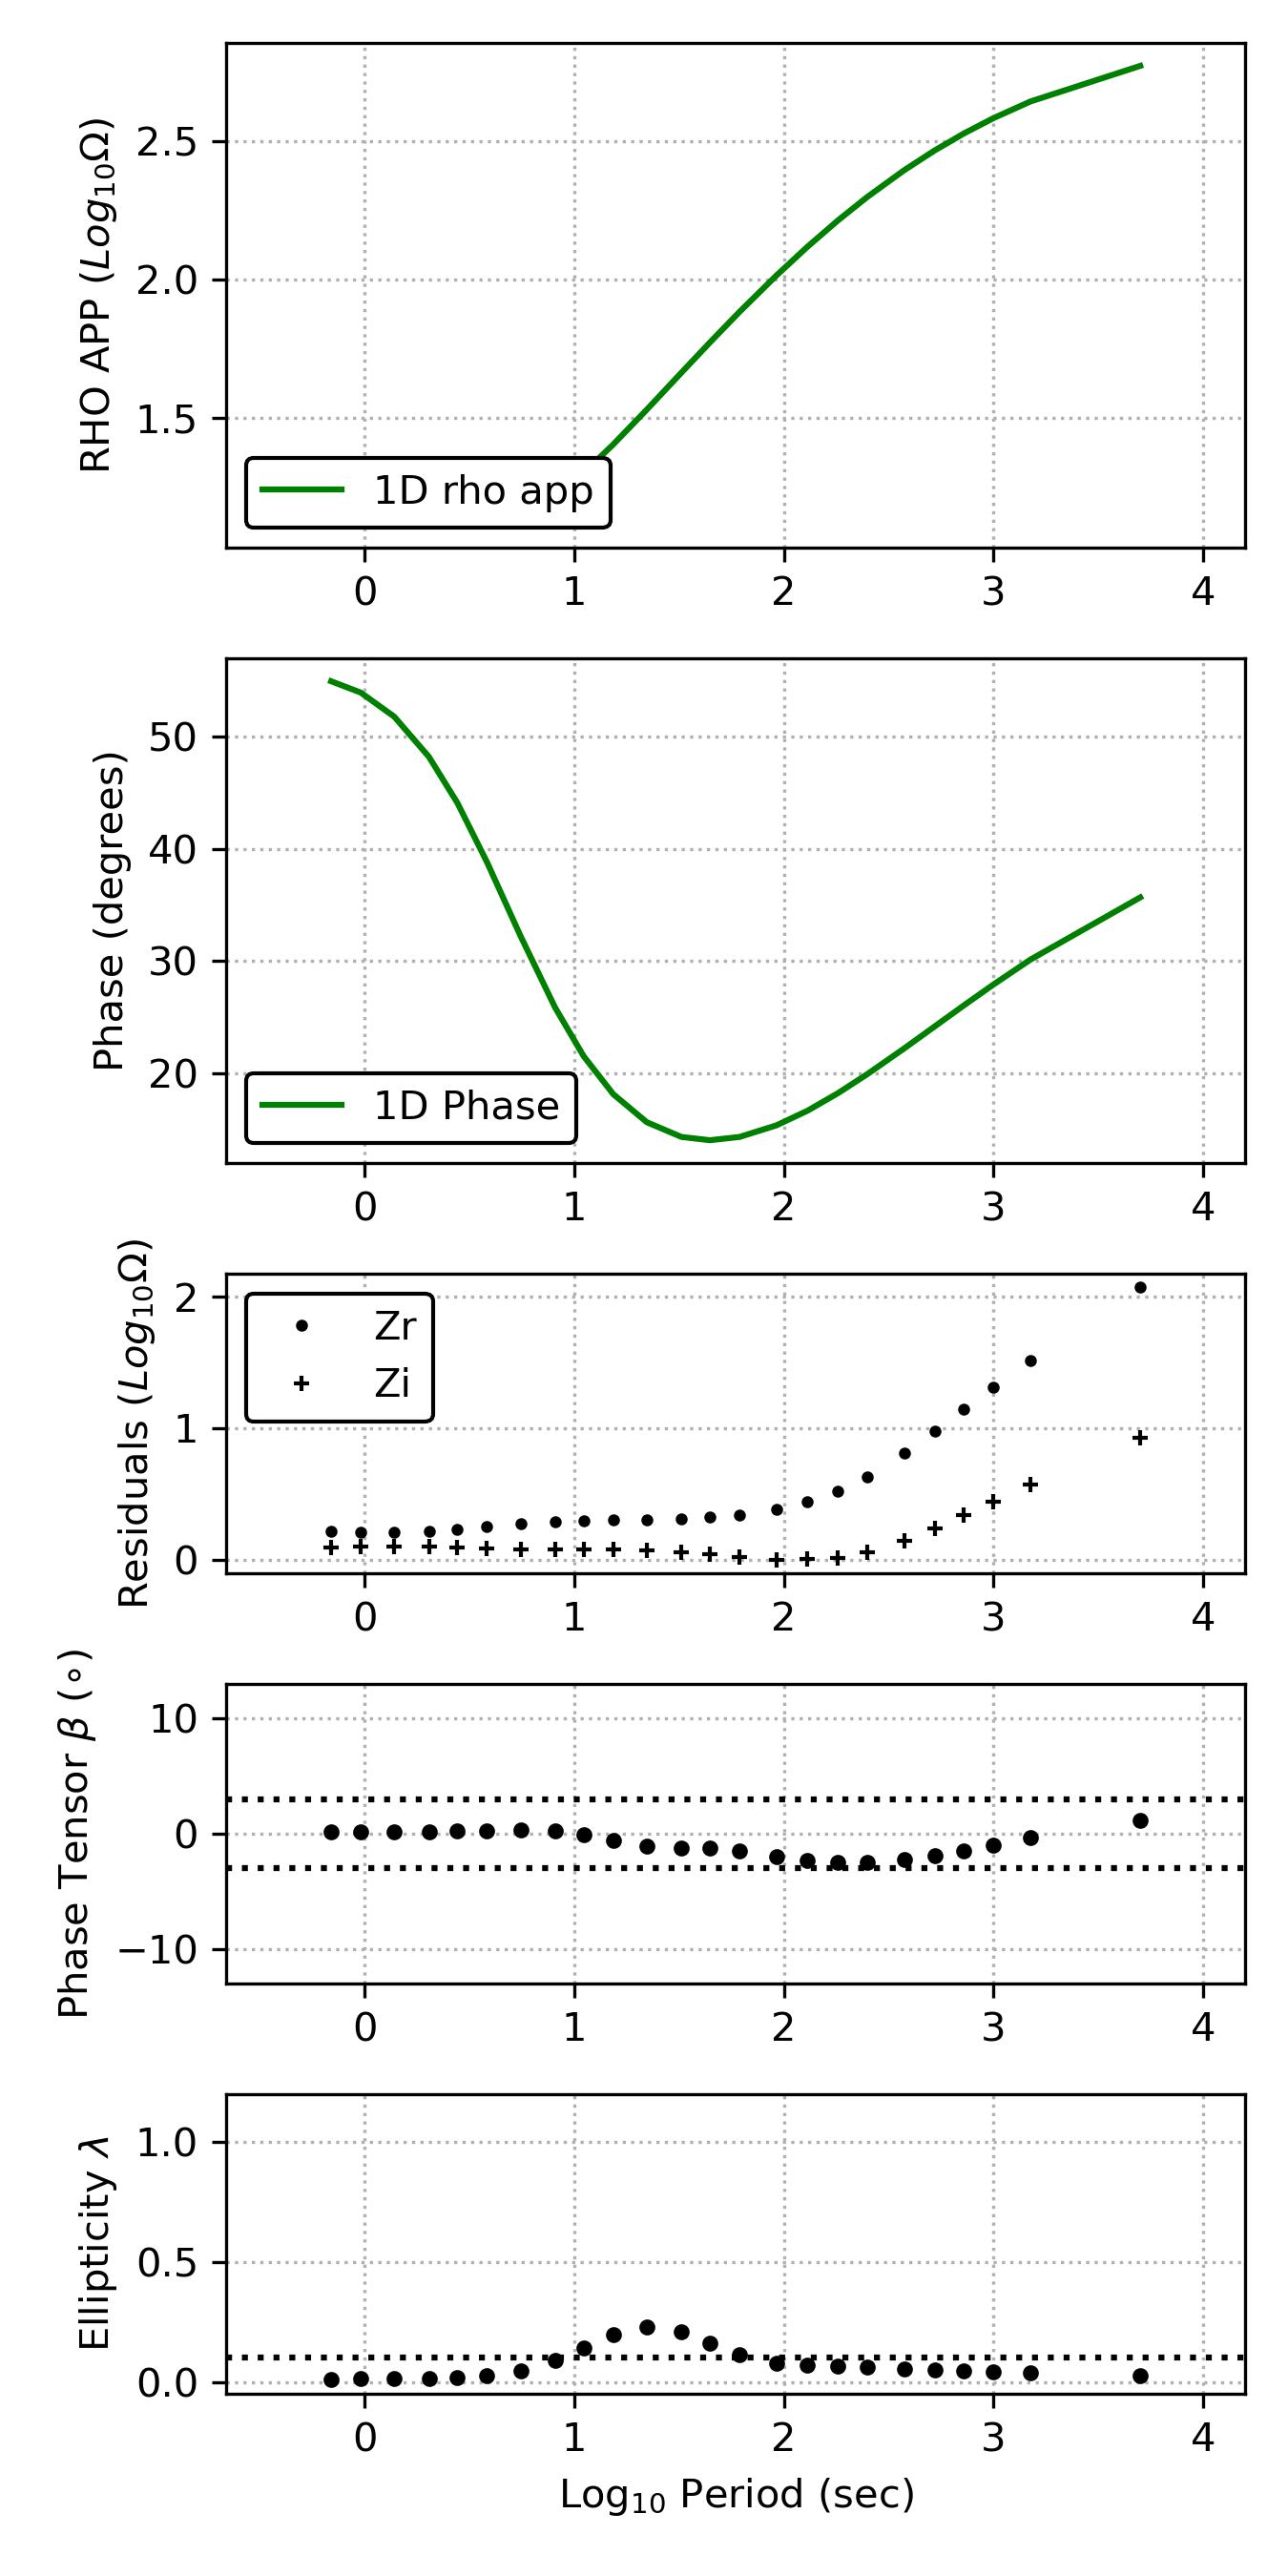 RHO APP (Log₁₀Ω)
2.5
2.0
1.5
1D rho app
0 1 2 3 4
Phase (degrees)
50
40
30
20
1D Phase
0 1 2 3 4
Residuals (Log₁₀Ω)
2
1
0
Zr
Zi
0 1 2 3 4
Phase Tensor β (∘)
10
0
−10
0 1 2 3 4
Ellipticity λ
1.0
0.5
0.0
0 1 2 3 4
Log₁₀ Period (sec)